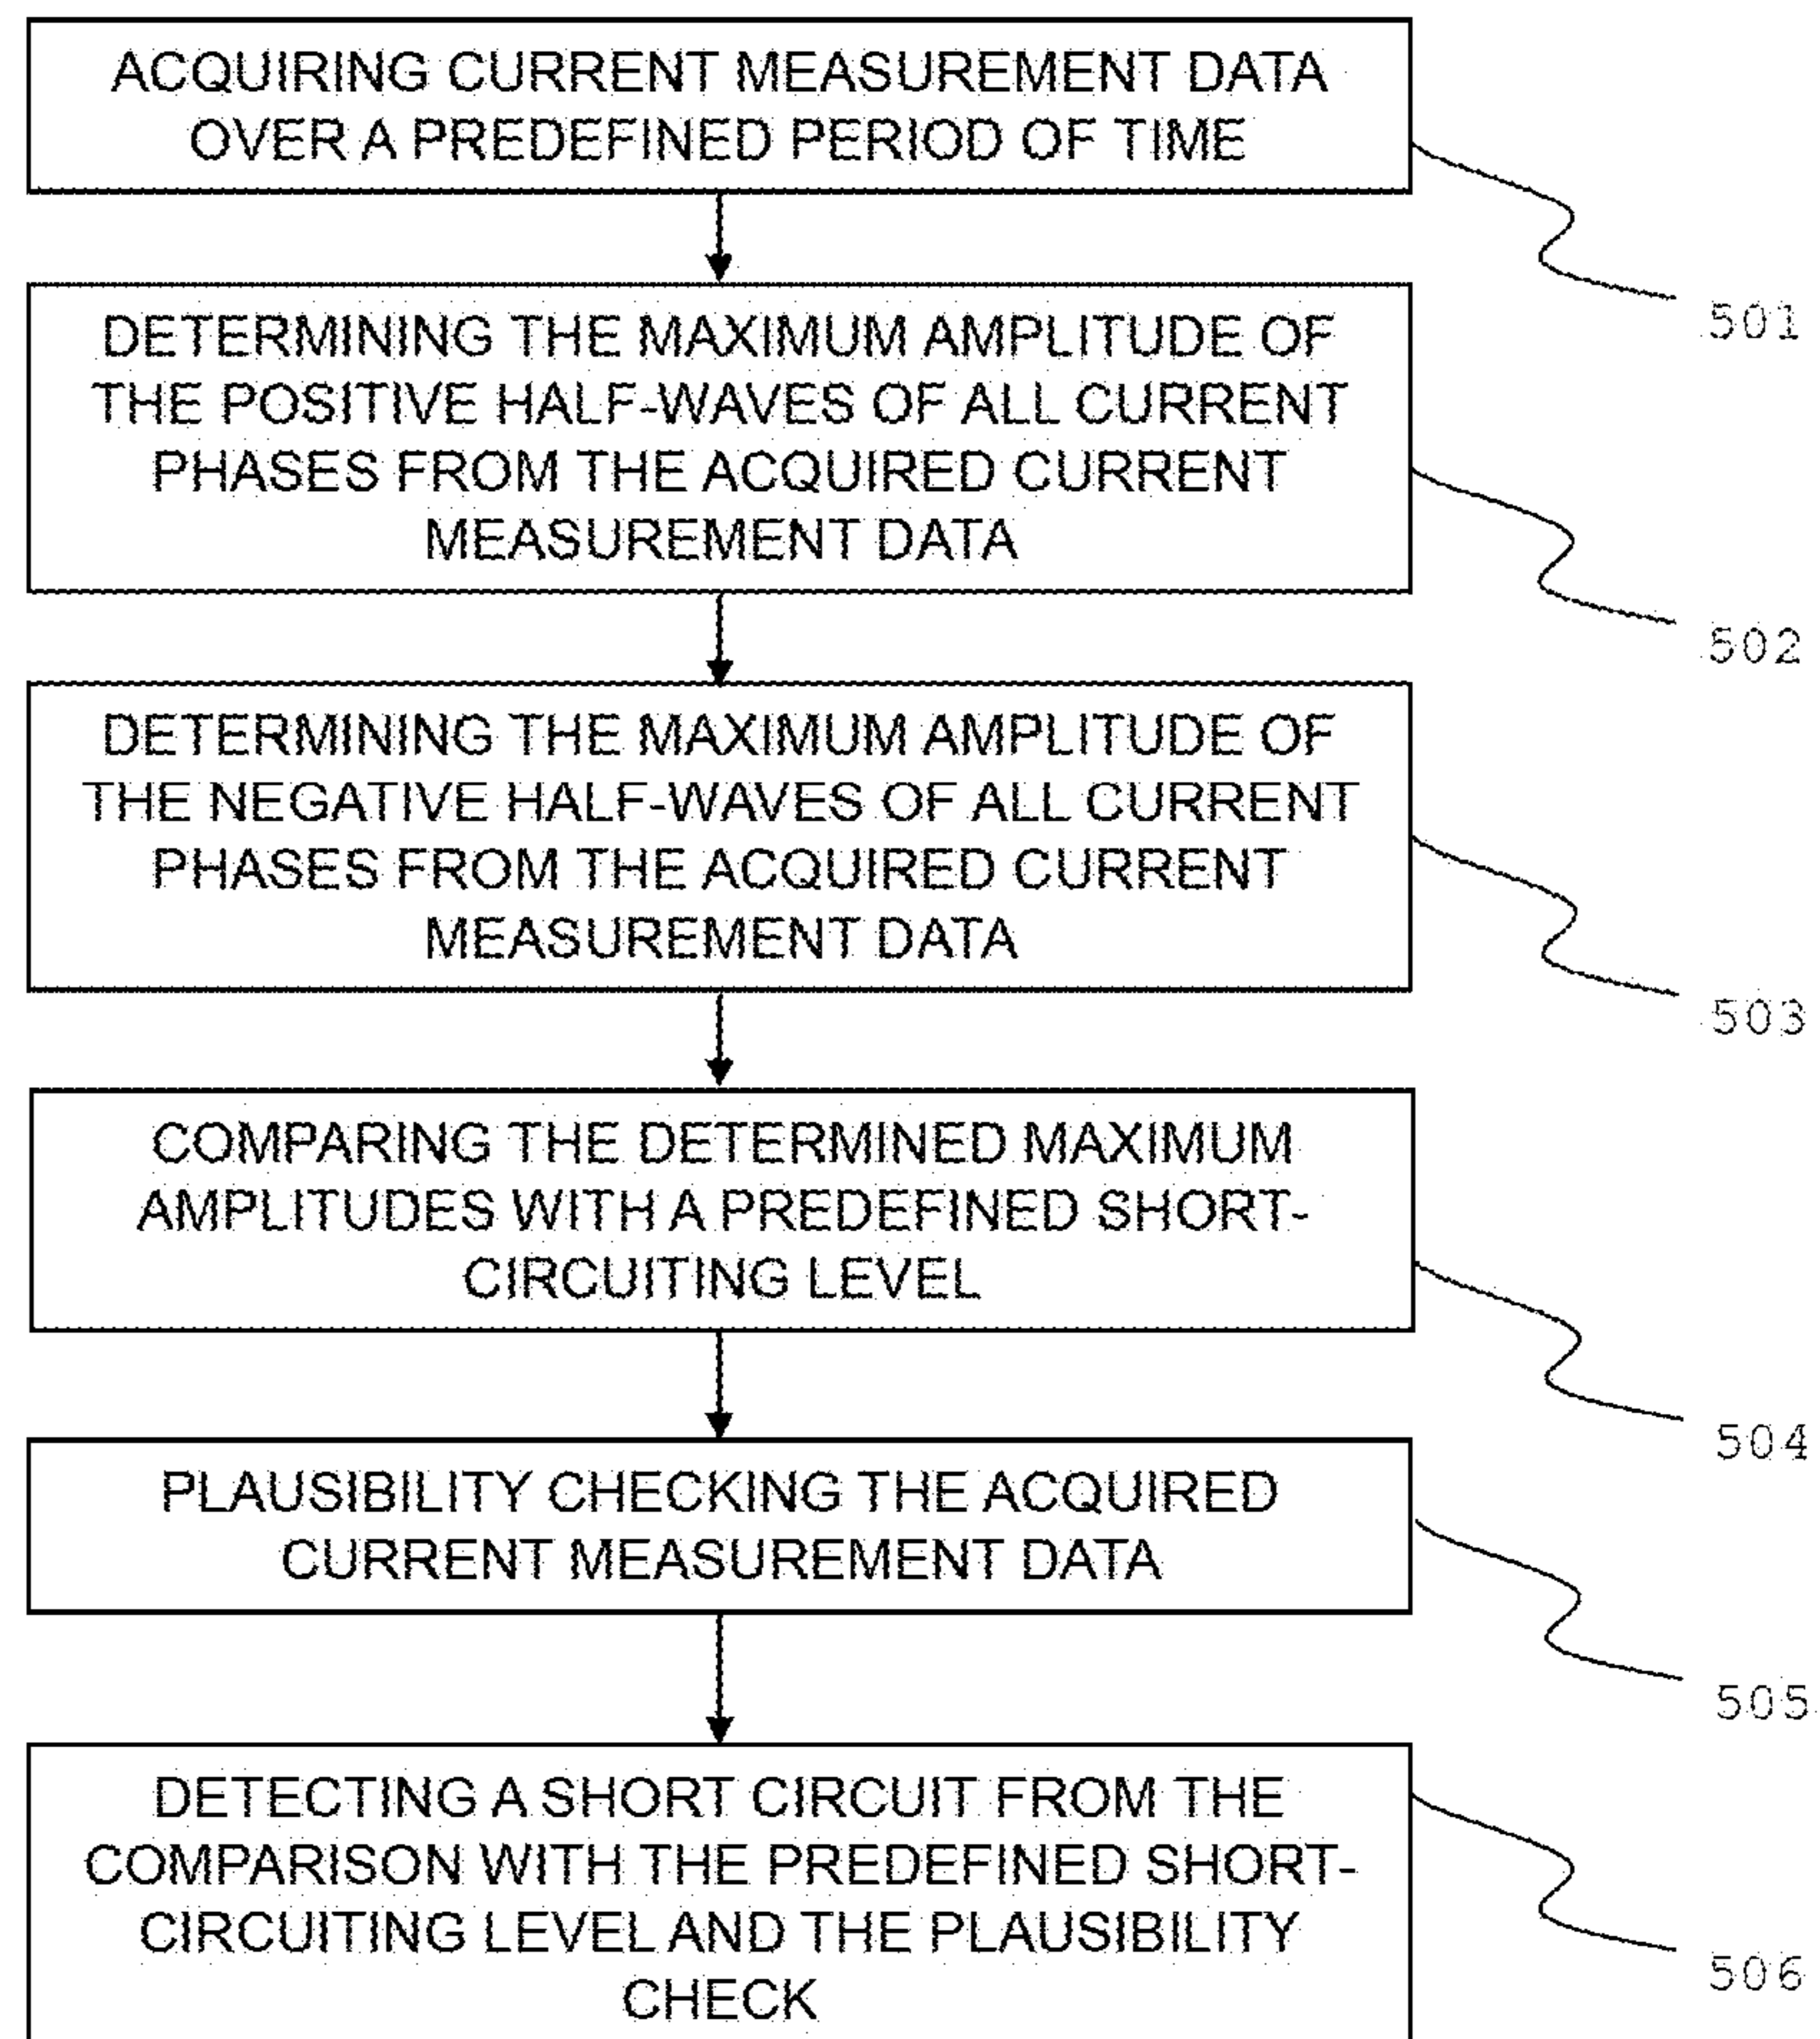 ACQUIRING CURRENT MEASUREMENT DATA
OVER A PREDEFINED PERIOD OF TIME
501
DETERMINING THE MAXIMUM AMPLITUDE OF
THE POSITIVE HALF-WAVES OF ALL CURRENT
PHASES FROM THE ACQUIRED CURRENT
MEASUREMENT DATA
502
DETERMINING THE MAXIMUM AMPLITUDE OF
THE NEGATIVE HALF-WAVES OF ALL CURRENT
PHASES FROM THE ACQUIRED CURRENT
MEASUREMENT DATA
503
COMPARING THE DETERMINED MAXIMUM
AMPLITUDES WITH A PREDEFINED SHORT-
CIRCUITING LEVEL
504
PLAUSIBILITY CHECKING THE ACQUIRED
CURRENT MEASUREMENT DATA
505
DETECTING A SHORT CIRCUIT FROM THE
COMPARISON WITH THE PREDEFINED SHORT-
CIRCUITING LEVEL AND THE PLAUSIBILITY
CHECK
506